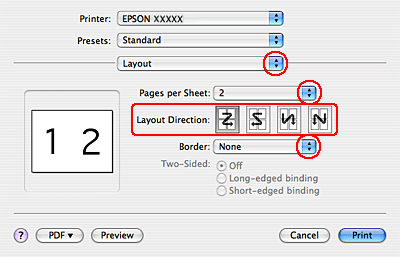 Printer: EPSON XXXXX
Presets: Standard
Layout
Pages per Sheet: 2
Layout Direction:
1 2
Border: None
Two-Sided: Off
Long-edged binding
Short-edged binding
? PDF ▼ Preview Cancel Print